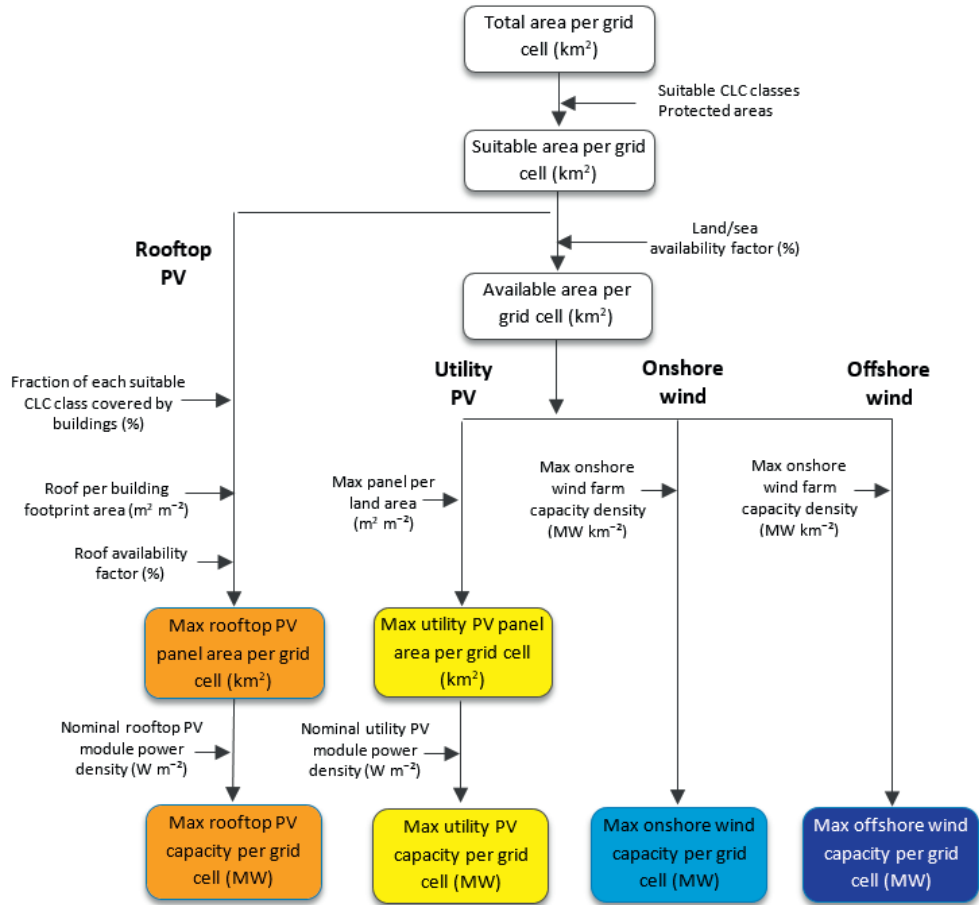 Total area per grid
cell (km²)
Suitable CLC classes
Protected areas
Suitable area per grid
cell (km²)
Rooftop
PV
Land/sea
availability factor (%)
Available area per
grid cell (km²)
Utility
PV
Onshore
wind
Offshore
wind
Fraction of each suitable
CLC class covered by
buildings (%)
Roof per building
footprint area (m² m⁻²)
Roof availability
factor (%)
Max panel per
land area
(m² m⁻²)
Max onshore
wind farm
capacity density
(MW km⁻²)
Max onshore
wind farm
capacity density
(MW km⁻²)
Max rooftop PV
panel area per grid
cell (km²)
Max utility PV panel
area per grid cell
(km²)
Nominal rooftop PV
module power
density (W m⁻²)
Nominal utility PV
module power
density (W m⁻²)
Max rooftop PV
capacity per grid
cell (MW)
Max utility PV
capacity per grid
cell (MW)
Max onshore wind
capacity per grid
cell (MW)
Max offshore wind
capacity per grid
cell (MW)